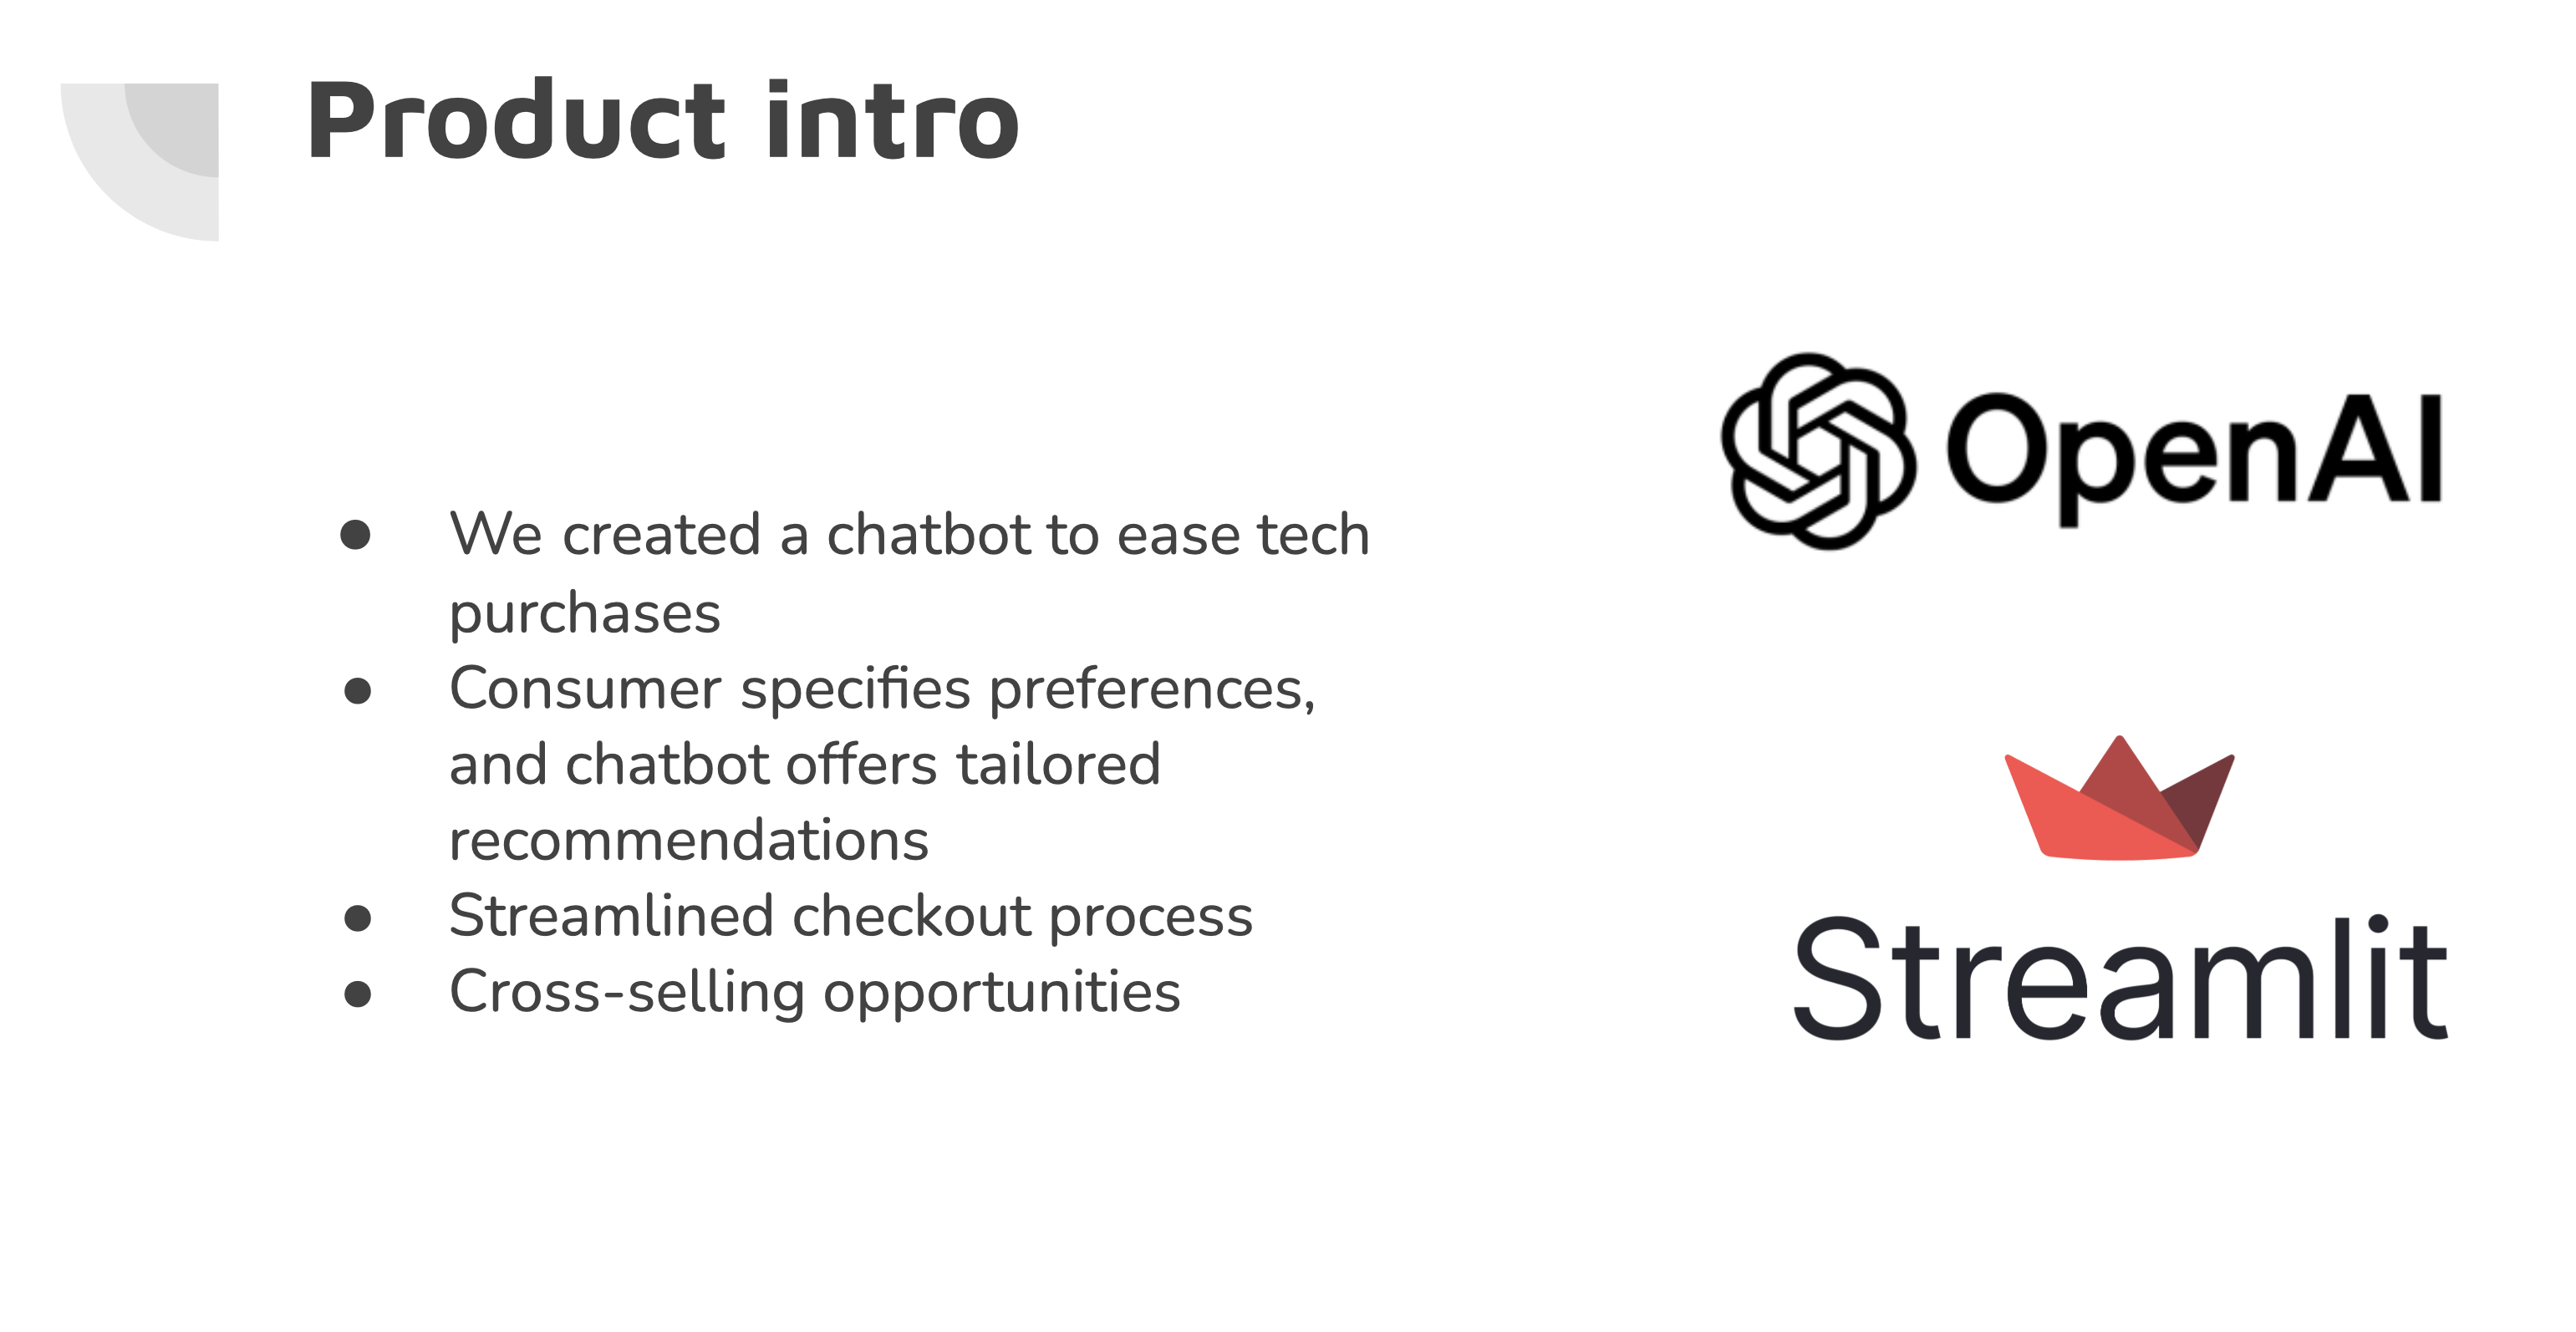 Product intro
● We created a chatbot to ease tech
purchases
● Consumer specifies preferences,
and chatbot offers tailored
recommendations
● Streamlined checkout process
● Cross-selling opportunities
OpenAI
Streamlit